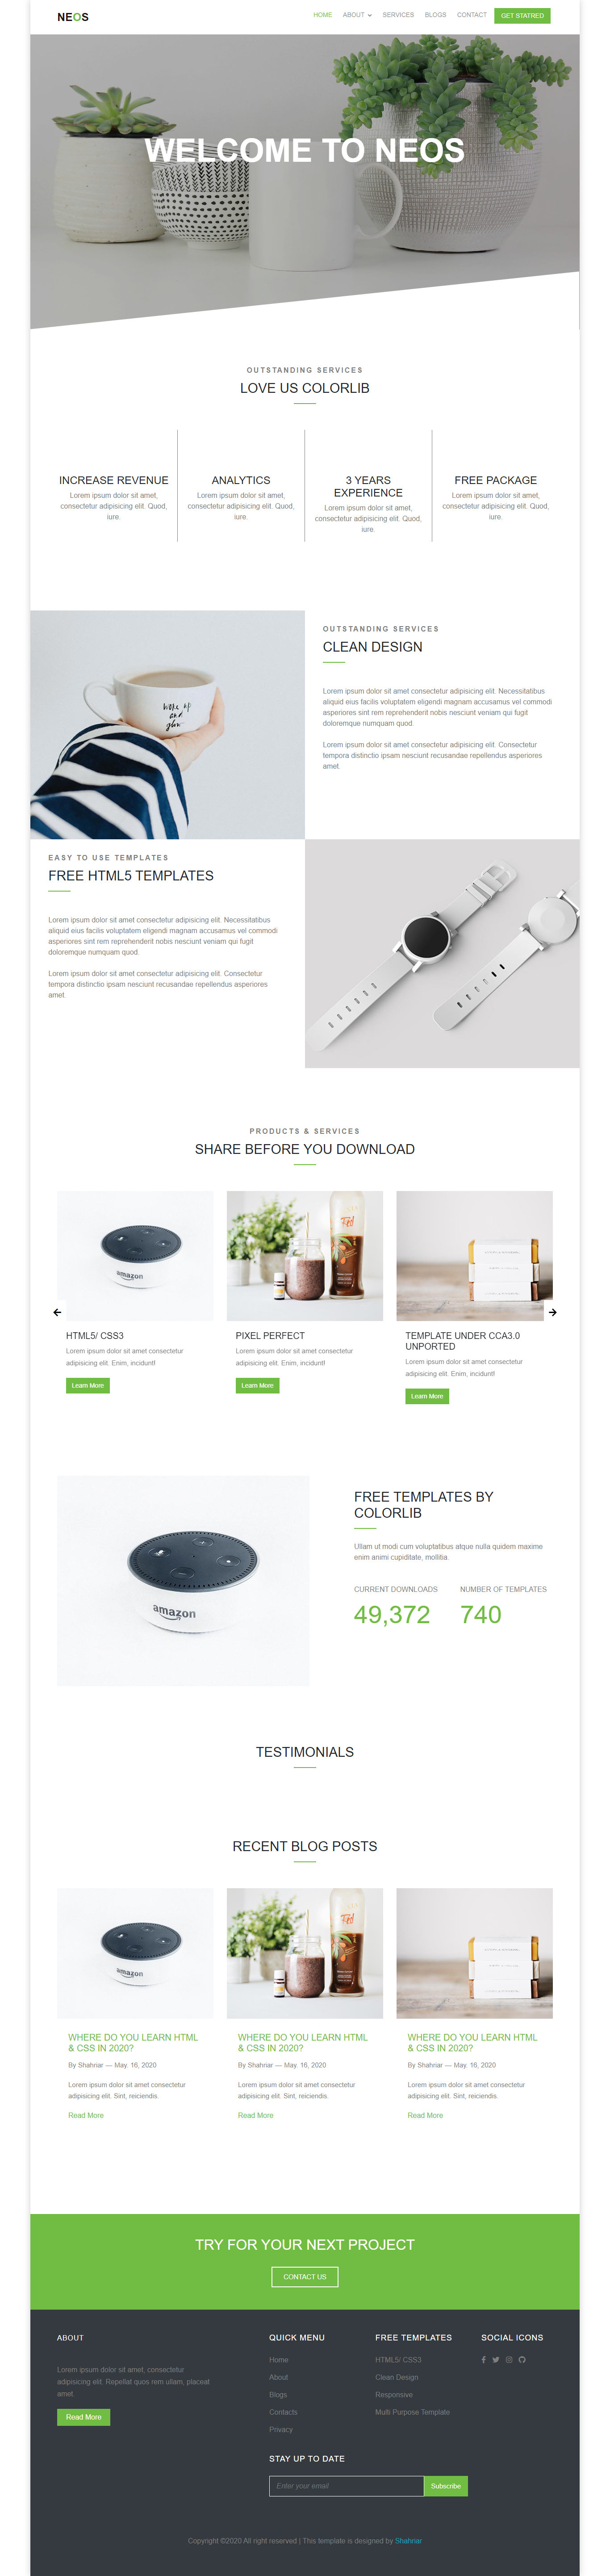 NEOS
HOME ABOUT SERVICES BLOGS CONTACT GET STATRED
WELCOME TO NEOS
OUTSTANDING SERVICES
LOVE US COLORLIB
INCREASE REVENUE
Lorem ipsum dolor sit amet,
consectetur adipisicing elit. Quod,
iure.
ANALYTICS
Lorem ipsum dolor sit amet,
consectetur adipisicing elit. Quod,
iure.
3 YEARS
EXPERIENCE
Lorem ipsum dolor sit amet,
consectetur adipisicing elit. Quod,
iure.
FREE PACKAGE
Lorem ipsum dolor sit amet,
consectetur adipisicing elit. Quod,
iure.
wake up
and
glow
OUTSTANDING SERVICES
CLEAN DESIGN
Lorem ipsum dolor sit amet consectetur adipisicing elit. Necessitatibus
aliquid eius facilis voluptatem eligendi magnam accusamus vel commodi
asperiores sint rem reprehenderit nobis nesciunt veniam qui fugit
doloremque numquam quod.
Lorem ipsum dolor sit amet consectetur adipisicing elit. Consectetur
tempora distinctio ipsam nesciunt recusandae repellendus asperiores
amet.
EASY TO USE TEMPLATES
FREE HTML5 TEMPLATES
Lorem ipsum dolor sit amet consectetur adipisicing elit. Necessitatibus
aliquid eius facilis voluptatem eligendi magnam accusamus vel commodi
asperiores sint rem reprehenderit nobis nesciunt veniam qui fugit
doloremque numquam quod.
Lorem ipsum dolor sit amet consectetur adipisicing elit. Consectetur
tempora distinctio ipsam nesciunt recusandae repellendus asperiores
amet.
PRODUCTS & SERVICES
SHARE BEFORE YOU DOWNLOAD
amazon
HTML5/ CSS3
Lorem ipsum dolor sit amet consectetur
adipisicing elit. Enim, incidunt!
Learn More
PIXEL PERFECT
Lorem ipsum dolor sit amet consectetur
adipisicing elit. Enim, incidunt!
Learn More
TEMPLATE UNDER CCA3.0
UNPORTED
Lorem ipsum dolor sit amet consectetur
adipisicing elit. Enim, incidunt!
Learn More
amazon
FREE TEMPLATES BY
COLORLIB
Ullam ut modi cum voluptatibus atque nulla quidem maxime
enim animi cupiditate, mollitia.
CURRENT DOWNLOADS
49,372
NUMBER OF TEMPLATES
740
TESTIMONIALS
RECENT BLOG POSTS
amazon
WHERE DO YOU LEARN HTML
& CSS IN 2020?
By Shahriar — May. 16, 2020
Lorem ipsum dolor sit amet consectetur
adipisicing elit. Sint, reiciendis.
Read More
WHERE DO YOU LEARN HTML
& CSS IN 2020?
By Shahriar — May. 16, 2020
Lorem ipsum dolor sit amet consectetur
adipisicing elit. Sint, reiciendis.
Read More
WHERE DO YOU LEARN HTML
& CSS IN 2020?
By Shahriar — May. 16, 2020
Lorem ipsum dolor sit amet consectetur
adipisicing elit. Sint, reiciendis.
Read More
TRY FOR YOUR NEXT PROJECT
CONTACT US
ABOUT
Lorem ipsum dolor sit amet, consectetur
adipisicing elit. Repellat quos rem ullam, placeat
amet.
Read More
QUICK MENU
Home
About
Blogs
Contacts
Privacy
FREE TEMPLATES
HTML5/ CSS3
Clean Design
Responsive
Multi Purpose Template
SOCIAL ICONS
STAY UP TO DATE
Enter your email
Subscribe
Copyright ©2020 All right reserved | This template is designed by Shahriar